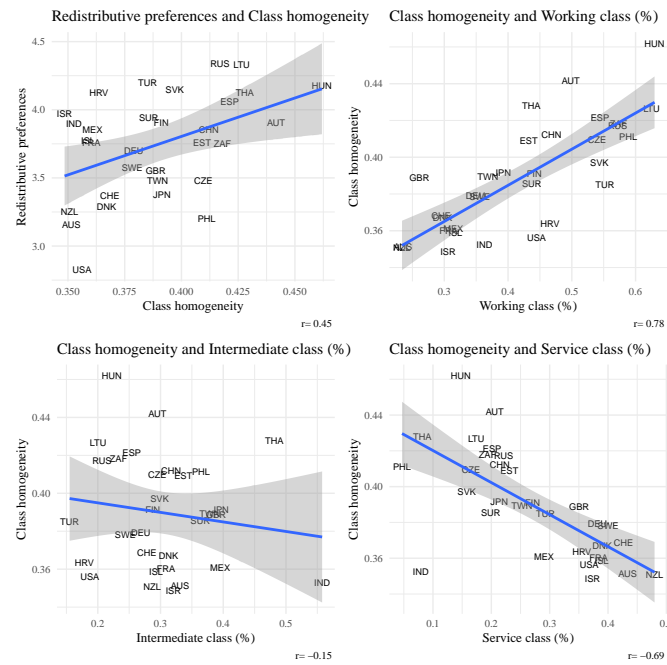 Redistributive preferences and Class homogeneity
4.5
4.0
3.5
3.0
Redistributive preferences
RUS LTU
TUR
HUN
HRV
SVK
THA
ESP
ISR
SUR
IND
FIN
AUT
MEX
CHN
FRA
EST ZAF
DEU
SWE
EST
NWN
CZE
CHE
JPN
DNK
NZL
PHL
VIS
USA
0.350
0.375
0.400
0.425
0.450
Class homogeneity
r= 0.45
Class homogeneity and Working class (%)
0.44
0.40
0.36
Class homogeneity
HUN
AUT
THA
LTU
ESP
RUS
CHN
PHL
EST
CZE
SVK
GBR
NZN
JPN
FIN
SUR
TUR
DEU
SWE
CHE
DNK
HRV
MEX
ISL
USA
IND
ISR
0.3
0.4
0.5
0.6
Working class (%)
r= 0.78
Class homogeneity and Intermediate class (%)
0.44
0.40
0.36
Class homogeneity
HUN
AUT
LTU
THA
ESP
RUS
ZAF
CHN
CZE
EST
PHL
SVK
FIN
JPN
GBR
TUR
SUR
SWE
DEU
CHE
DNK
HRV
FRA
MEX
ISL
USA
IND
NZL
AUS
ISR
0.2
0.3
0.4
0.5
Intermediate class (%)
r= −0.15
Class homogeneity and Service class (%)
0.44
0.40
0.36
Class homogeneity
HUN
AUT
THA
LTU
ESP
ZAF
RUS
PHL
CHN
CZE
EST
SVK
JPN
NZN
FIN
GBR
SUR
TUR
DEU
SWE
DNK
CHE
HRV
MEX
FRA
ISL
USA
IND
AUS
NZL
ISR
0.1
0.2
0.3
0.4
Service class (%)
r= −0.69